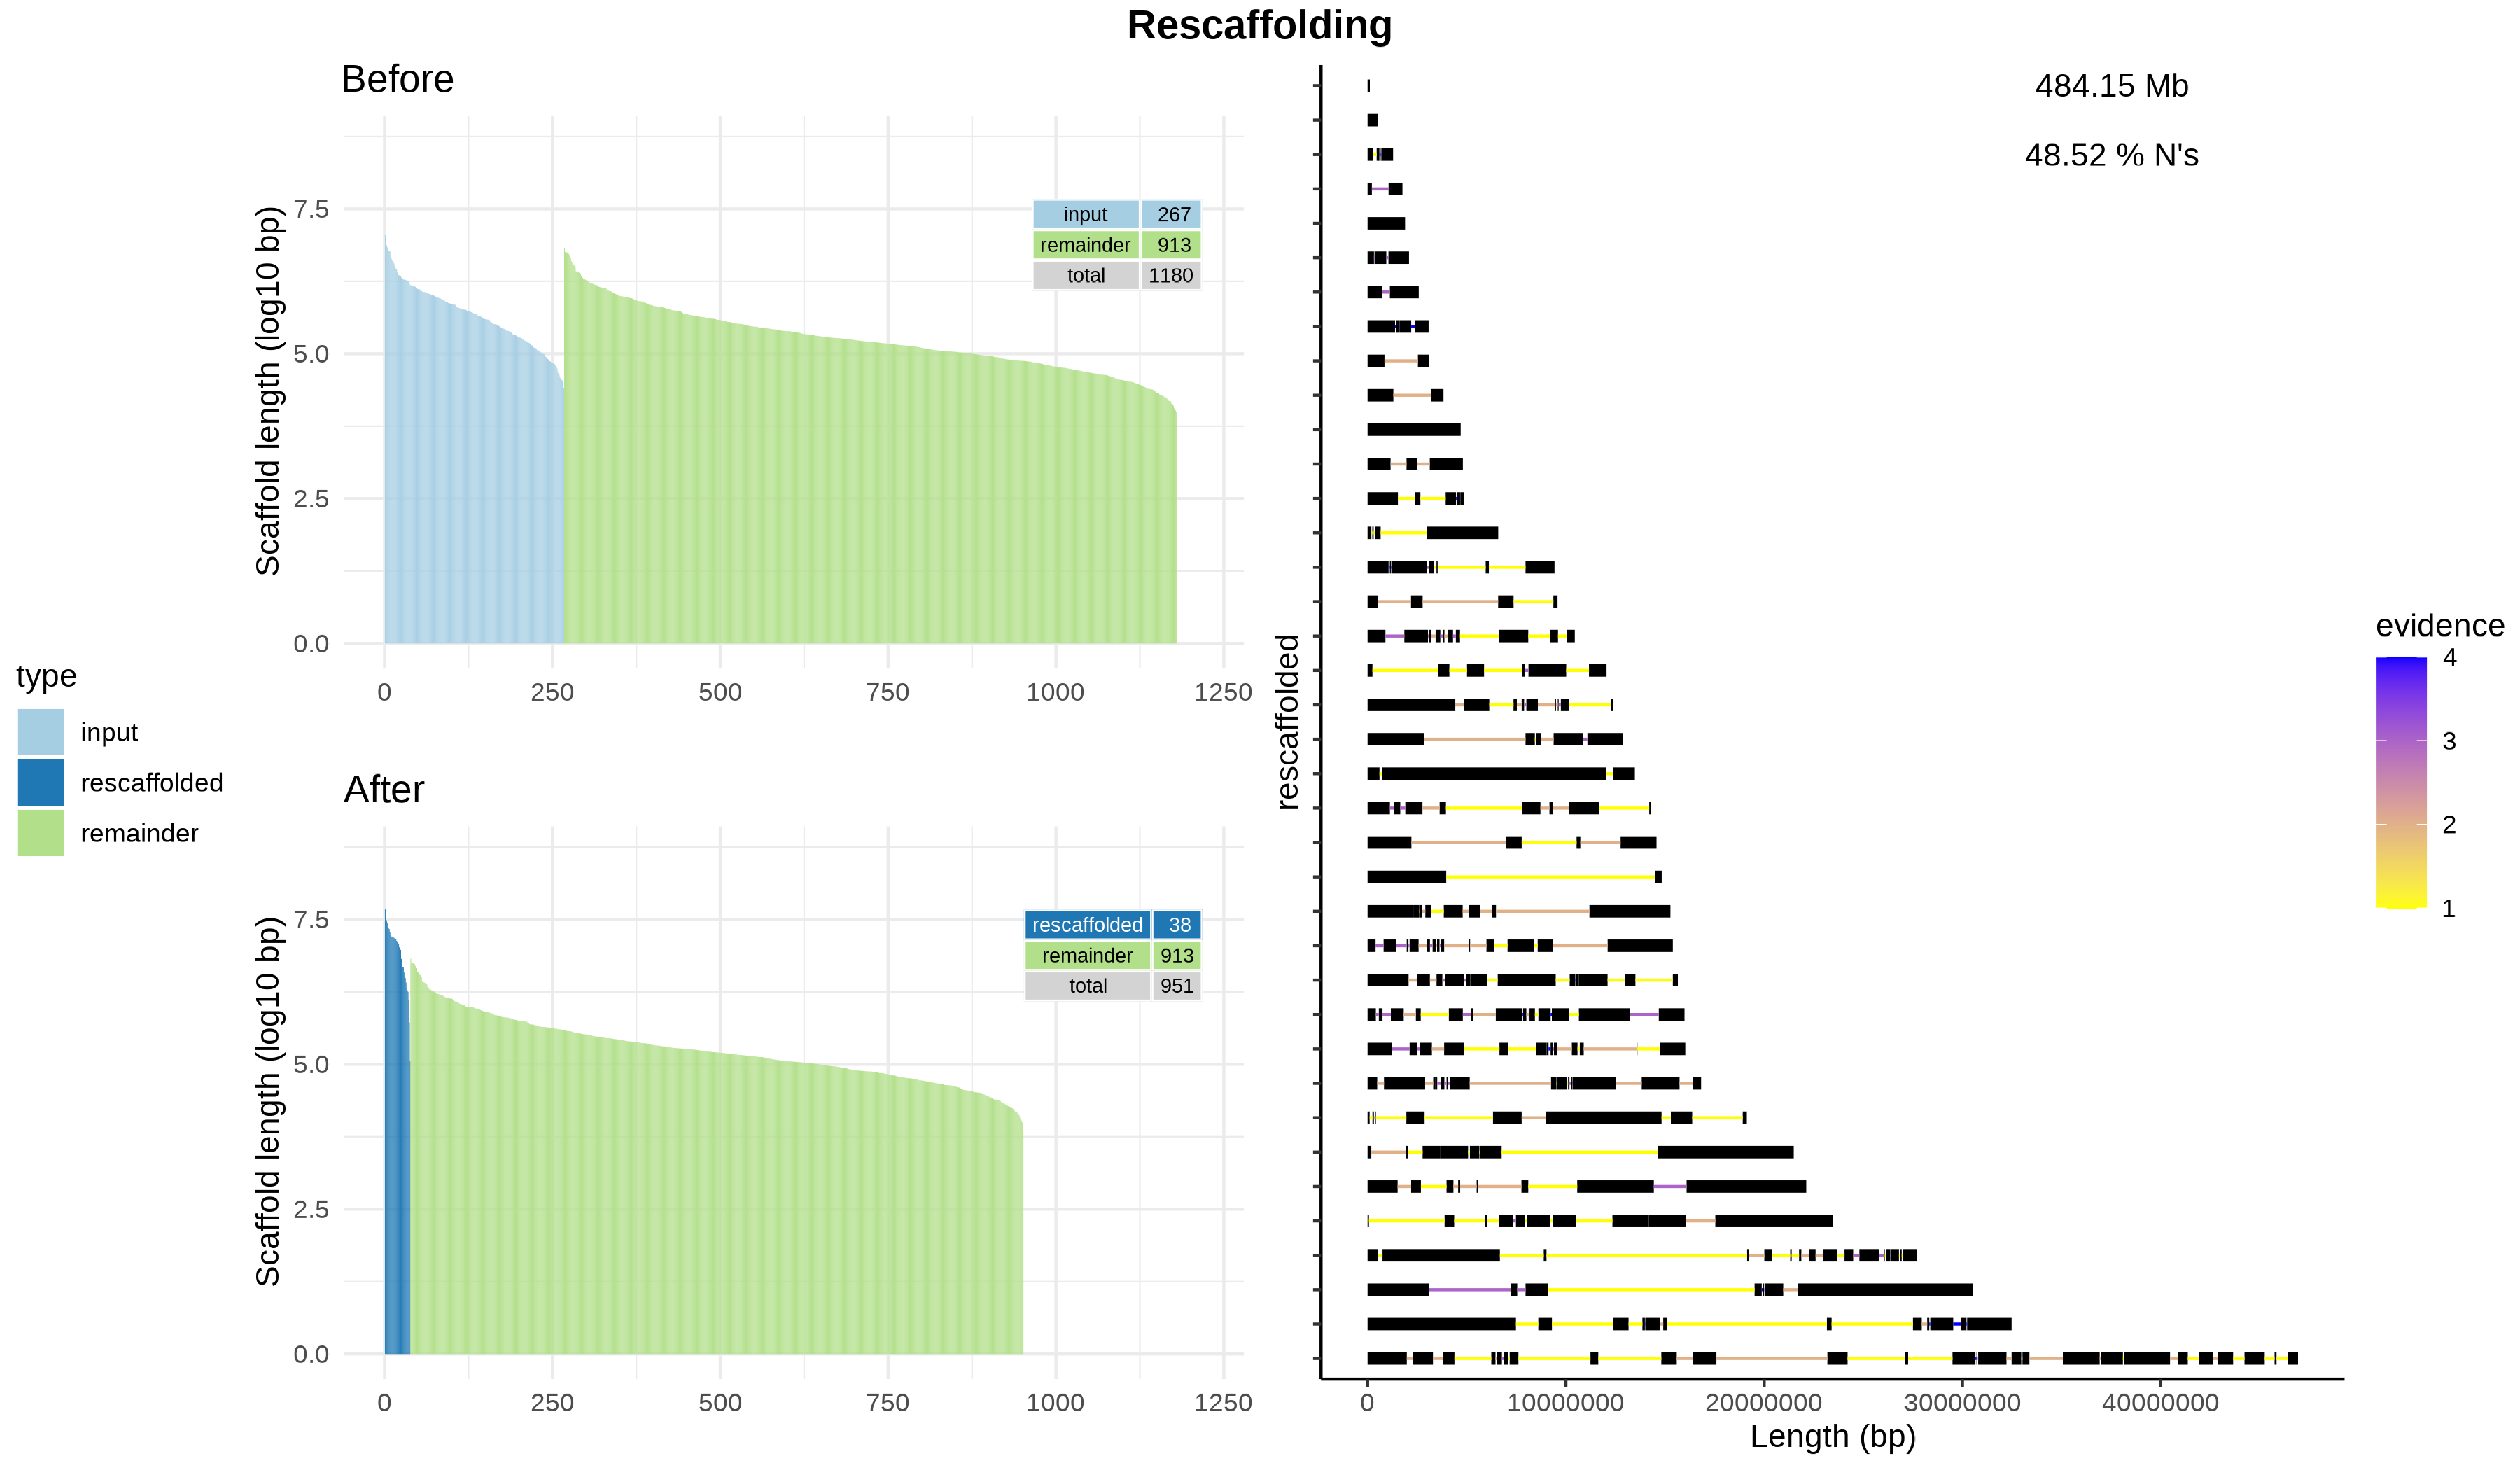 Rescaffolding
Before
Scaffold length (log10 bp)
7.5
5.0
2.5
0.0
input 267
remainder 913
total 1180
0 250 500 750 1000 1250
type
input
rescaffolded
remainder
After
Scaffold length (log10 bp)
7.5
5.0
2.5
0.0
rescaffolded 38
remainder 913
total 951
0 250 500 750 1000 1250
484.15 Mb
48.52 % N's
rescaffolded
0 10000000 20000000 30000000 40000000
Length (bp)
evidence
4
3
2
1